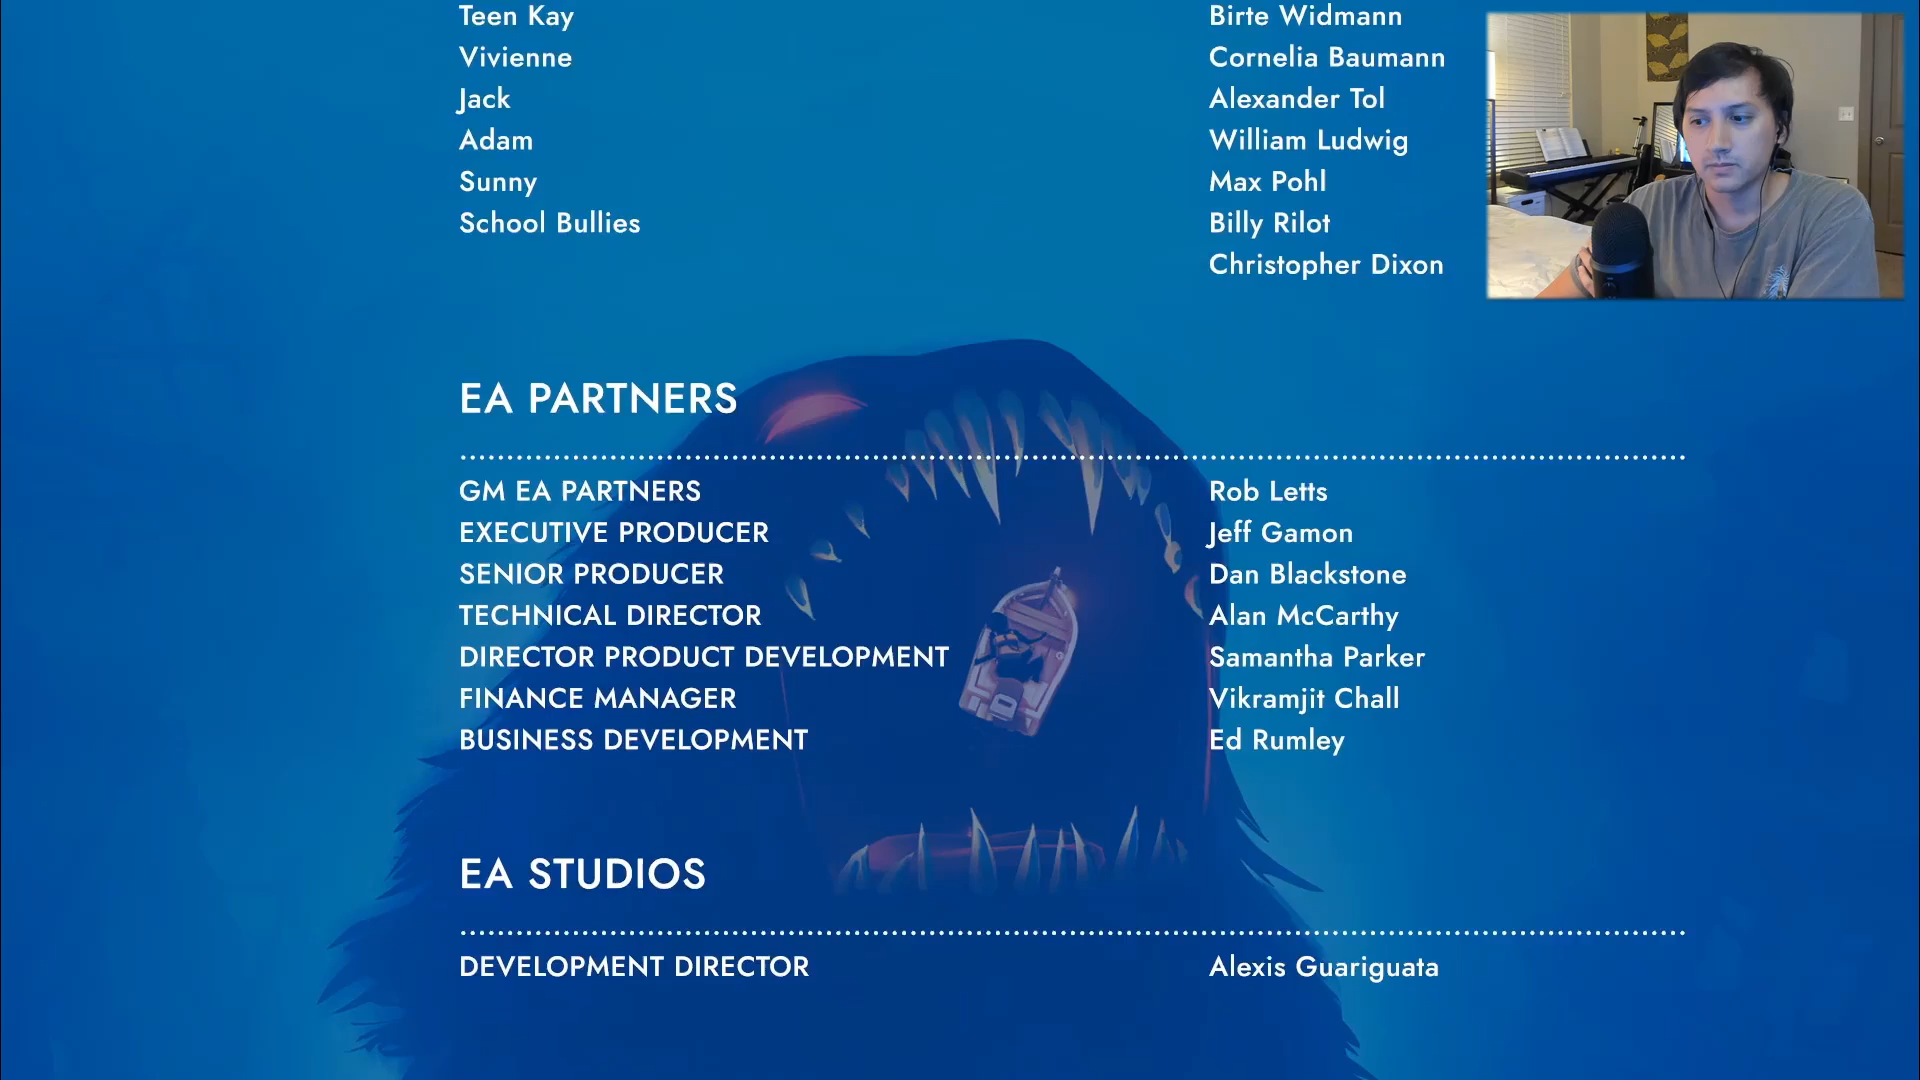 Teen Kay Birte Widmann
Vivienne Cornelia Baumann
Jack Alexander Tol
Adam William Ludwig
Sunny Max Pohl
School Bullies Billy Rilot
Christopher Dixon
EA PARTNERS
GM EA PARTNERS Rob Letts
EXECUTIVE PRODUCER Jeff Gamon
SENIOR PRODUCER Dan Blackstone
TECHNICAL DIRECTOR Alan McCarthy
DIRECTOR PRODUCT DEVELOPMENT Samantha Parker
FINANCE MANAGER Vikramjit Chall
BUSINESS DEVELOPMENT Ed Rumley
EA STUDIOS
DEVELOPMENT DIRECTOR Alexis Guariguata